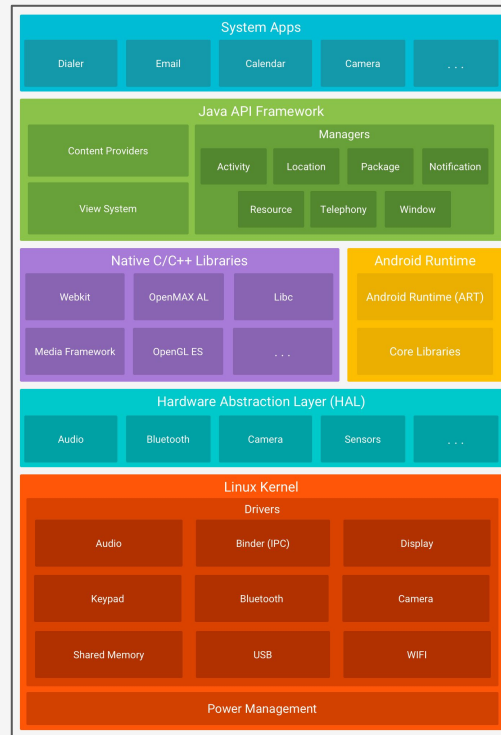 System Apps
Dialer
Email
Calendar
Camera
. . .
Java API Framework
Content Providers
View System
Managers
Activity
Location
Package
Notification
Resource
Telephony
Window
Native C/C++ Libraries
Webkit
OpenMAX AL
Libc
Media Framework
OpenGL ES
. . .
Android Runtime
Android Runtime (ART)
Core Libraries
Hardware Abstraction Layer (HAL)
Audio
Bluetooth
Camera
Sensors
. . .
Linux Kernel
Drivers
Audio
Binder (IPC)
Display
Keypad
Bluetooth
Camera
Shared Memory
USB
WIFI
Power Management